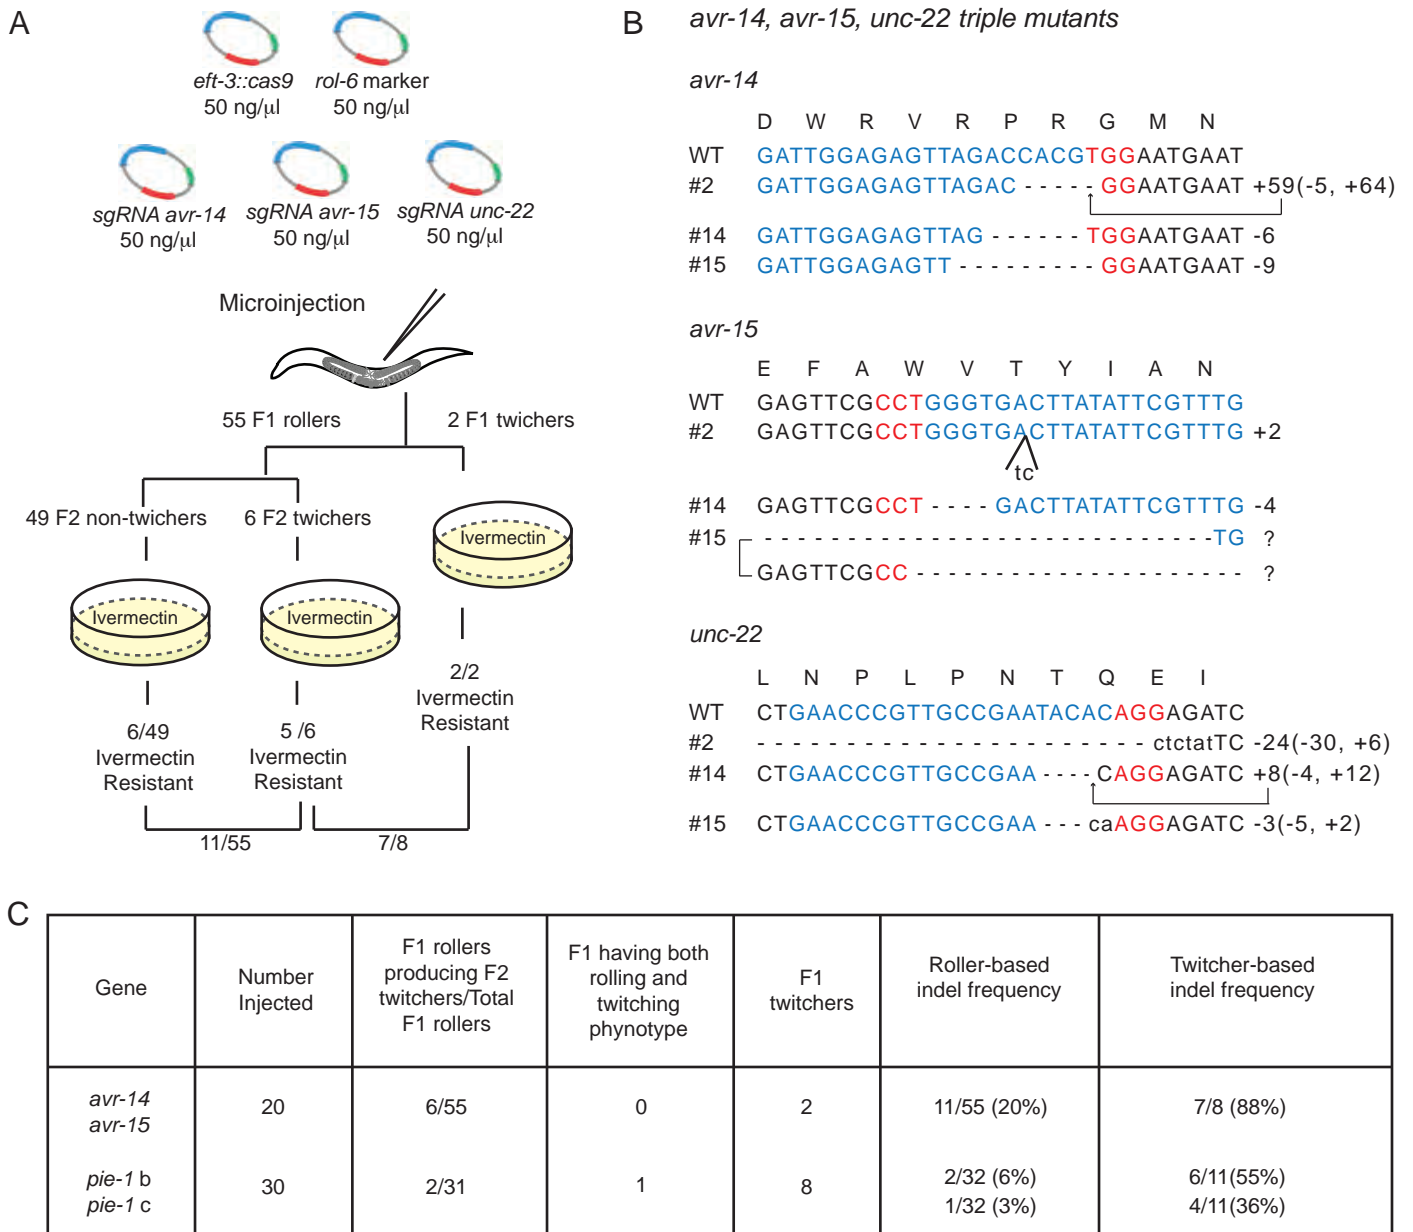 A
eft-3::cas9
50 ng/µl
rol-6 marker
50 ng/µl
sgRNA avr-14
50 ng/µl
sgRNA avr-15
50 ng/µl
sgRNA unc-22
50 ng/µl
Microinjection
55 F1 rollers
2 F1 twichers
49 F2 non-twichers
6 F2 twichers
Ivermectin
Ivermectin
Ivermectin
6/49
Ivermectin
Resistant
5 /6
Ivermectin
Resistant
2/2
Ivermectin
Resistant
11/55
7/8
B
avr-14, avr-15, unc-22 triple mutants
avr-14
D W R V R P R G M N
WT GATTGGAGAGTTAGACCACGTGGAATGAAT
#2 GATTGGAGAGTTAGAC - - - - - GGAATGAAT +59(-5, +64)
#14 GATTGGAGAGTTAG - - - - - - TGGAATGAAT -6
#15 GATTGGAGAGTT - - - - - - - - - GGAATGAAT -9
avr-15
E F A W V T Y I A N
WT GAGTTCGCCTGGGTGACTTATATTCGTTTG
#2 GAGTTCGCCTGGGTGACTTATATTCGTTTG +2
tc
#14 GAGTTCGCCT - - - - GACTTATATTCGTTTG -4
#15 - - - - - - - - - - - - - - - - - - - - - - - - - - - - TG ?
GAGTTCGCC - - - - - - - - - - - - - - - - - - - - - ?
unc-22
L N P L P N T Q E I
WT CTGAACCCGTTGCCGAATACACAGGAGATC
#2 - - - - - - - - - - - - - - - - - - - - - - - - ctctatTC -24(-30, +6)
#14 CTGAACCCGTTGCCGAA - - - - CAGGAGATC +8(-4, +12)
#15 CTGAACCCGTTGCCGAA - - - caAGGAGATC -3(-5, +2)
C
Gene
Number
Injected
F1 rollers
producing F2
twitchers/Total
F1 rollers
F1 having both
rolling and
twitching
phynotype
F1
twitchers
Roller-based
indel frequency
Twitcher-based
indel frequency
avr-14
avr-15
20
6/55
0
2
11/55 (20%)
7/8 (88%)
pie-1 b
pie-1 c
30
2/31
1
8
2/32 (6%)
1/32 (3%)
6/11(55%)
4/11(36%)